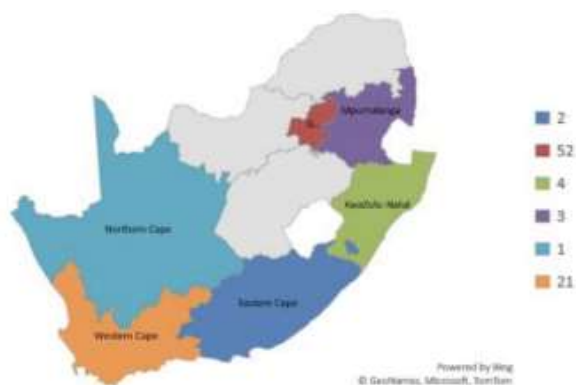 Mpumalanga
G...
KwaZulu-Natal
Northern Cape
Eastern Cape
Western Cape
2
52
4
3
1
21
Powered by Bing
© GeoNames, Microsoft, TomTom